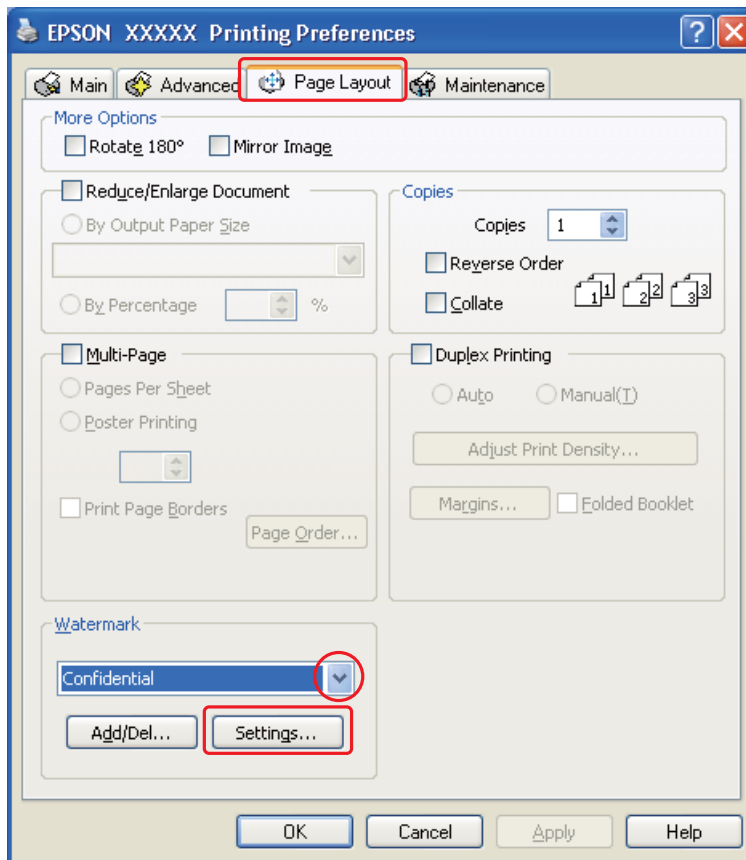 EPSON XXXXX Printing Preferences
?
Main Advanced Page Layout Maintenance
More Options
Rotate 180° Mirror Image
Reduce/Enlarge Document
By Output Paper Size
By Percentage %
Copies
Copies 1
Reverse Order
Collate 1 1 2 2 3 3
Multi-Page
Pages Per Sheet
Poster Printing
Print Page Borders
Page Order...
Duplex Printing
Auto Manual(T)
Adjust Print Density...
Margins... Folded Booklet
Watermark
Confidential
Add/Del... Settings...
OK Cancel Apply Help